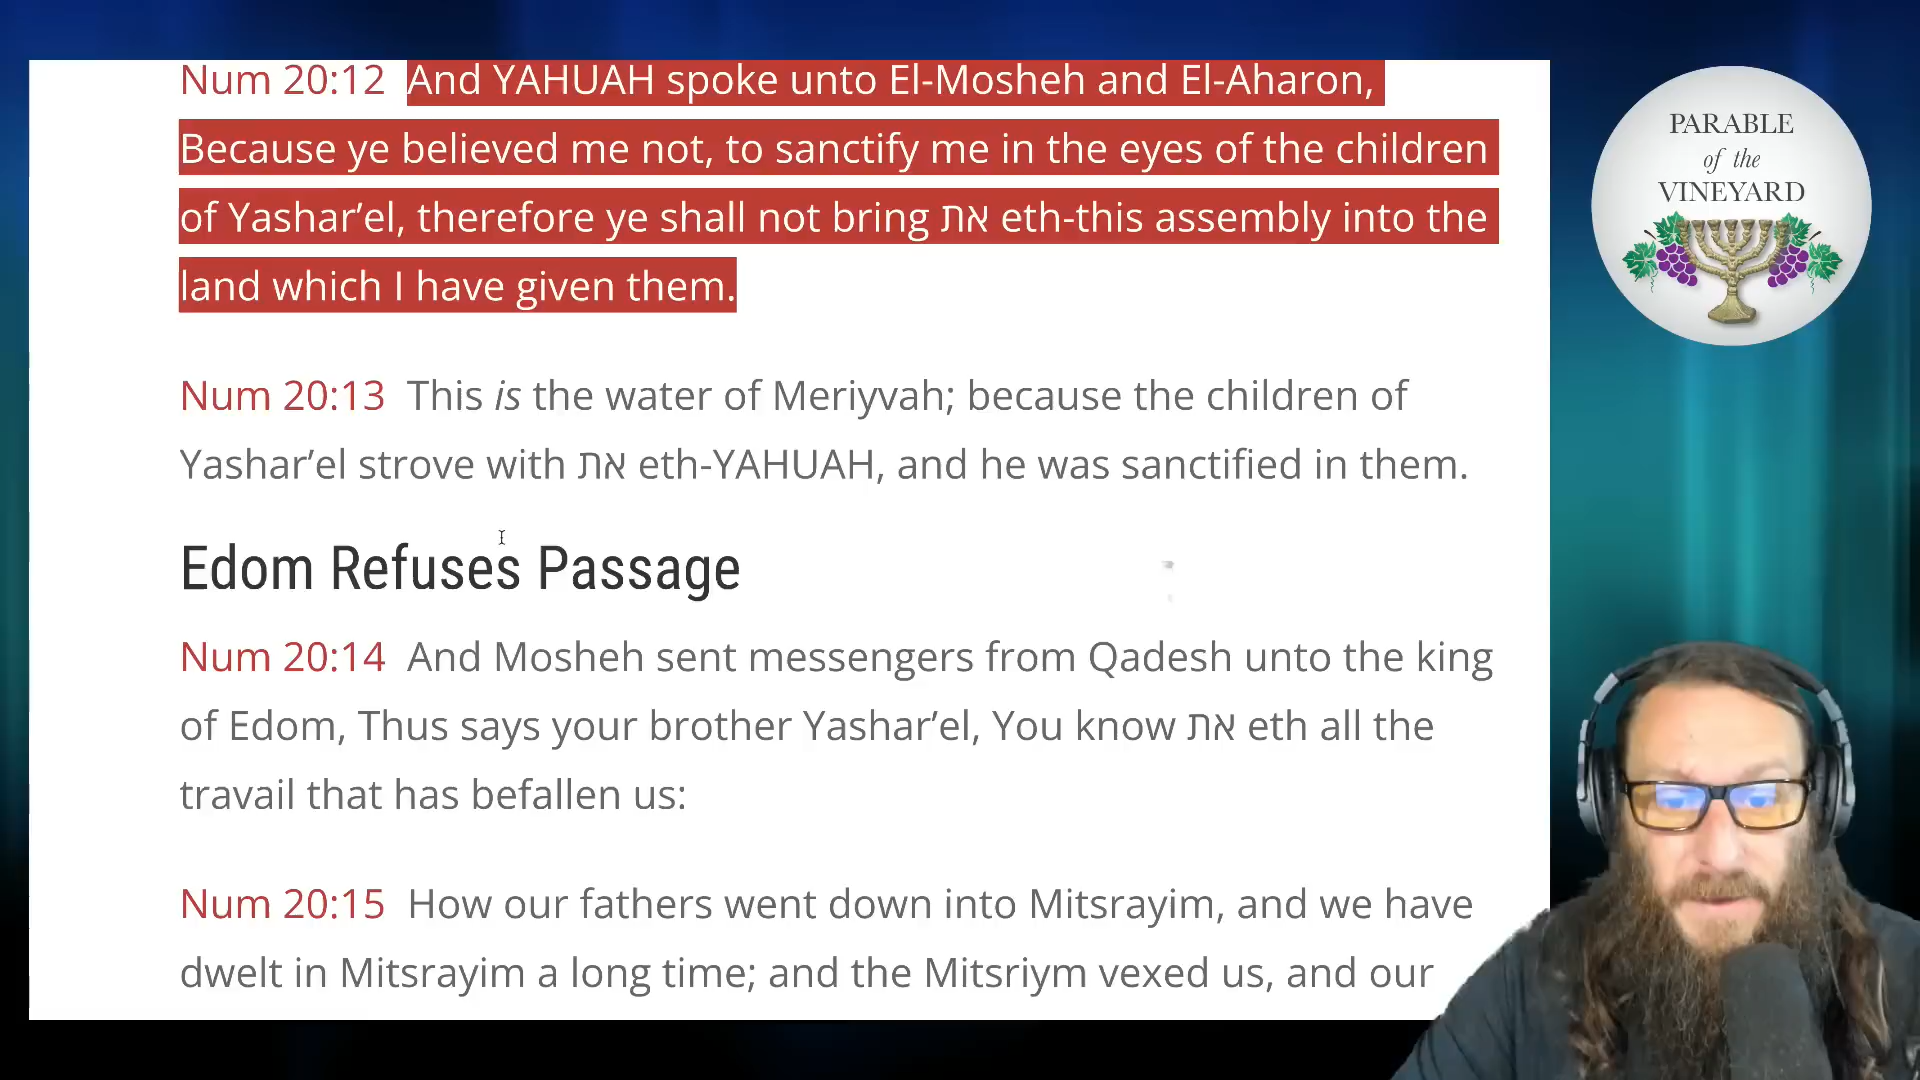 Num 20:12 And YAHUAH spoke unto El-Mosheh and El-Aharon,
Because ye believed me not, to sanctify me in the eyes of the children
of Yashar’el, therefore ye shall not bring את eth-this assembly into the
land which I have given them.
Num 20:13 This is the water of Meriyvah; because the children of
Yashar’el strove with את eth-YAHUAH, and he was sanctified in them.
Edom Refuses Passage
Num 20:14 And Mosheh sent messengers from Qadesh unto the king
of Edom, Thus says your brother Yashar’el, You know את eth all the
travail that has befallen us:
Num 20:15 How our fathers went down into Mitsrayim, and we have
dwelt in Mitsrayim a long time; and the Mitsriym vexed us, and our
PARABLE
of the
VINEYARD